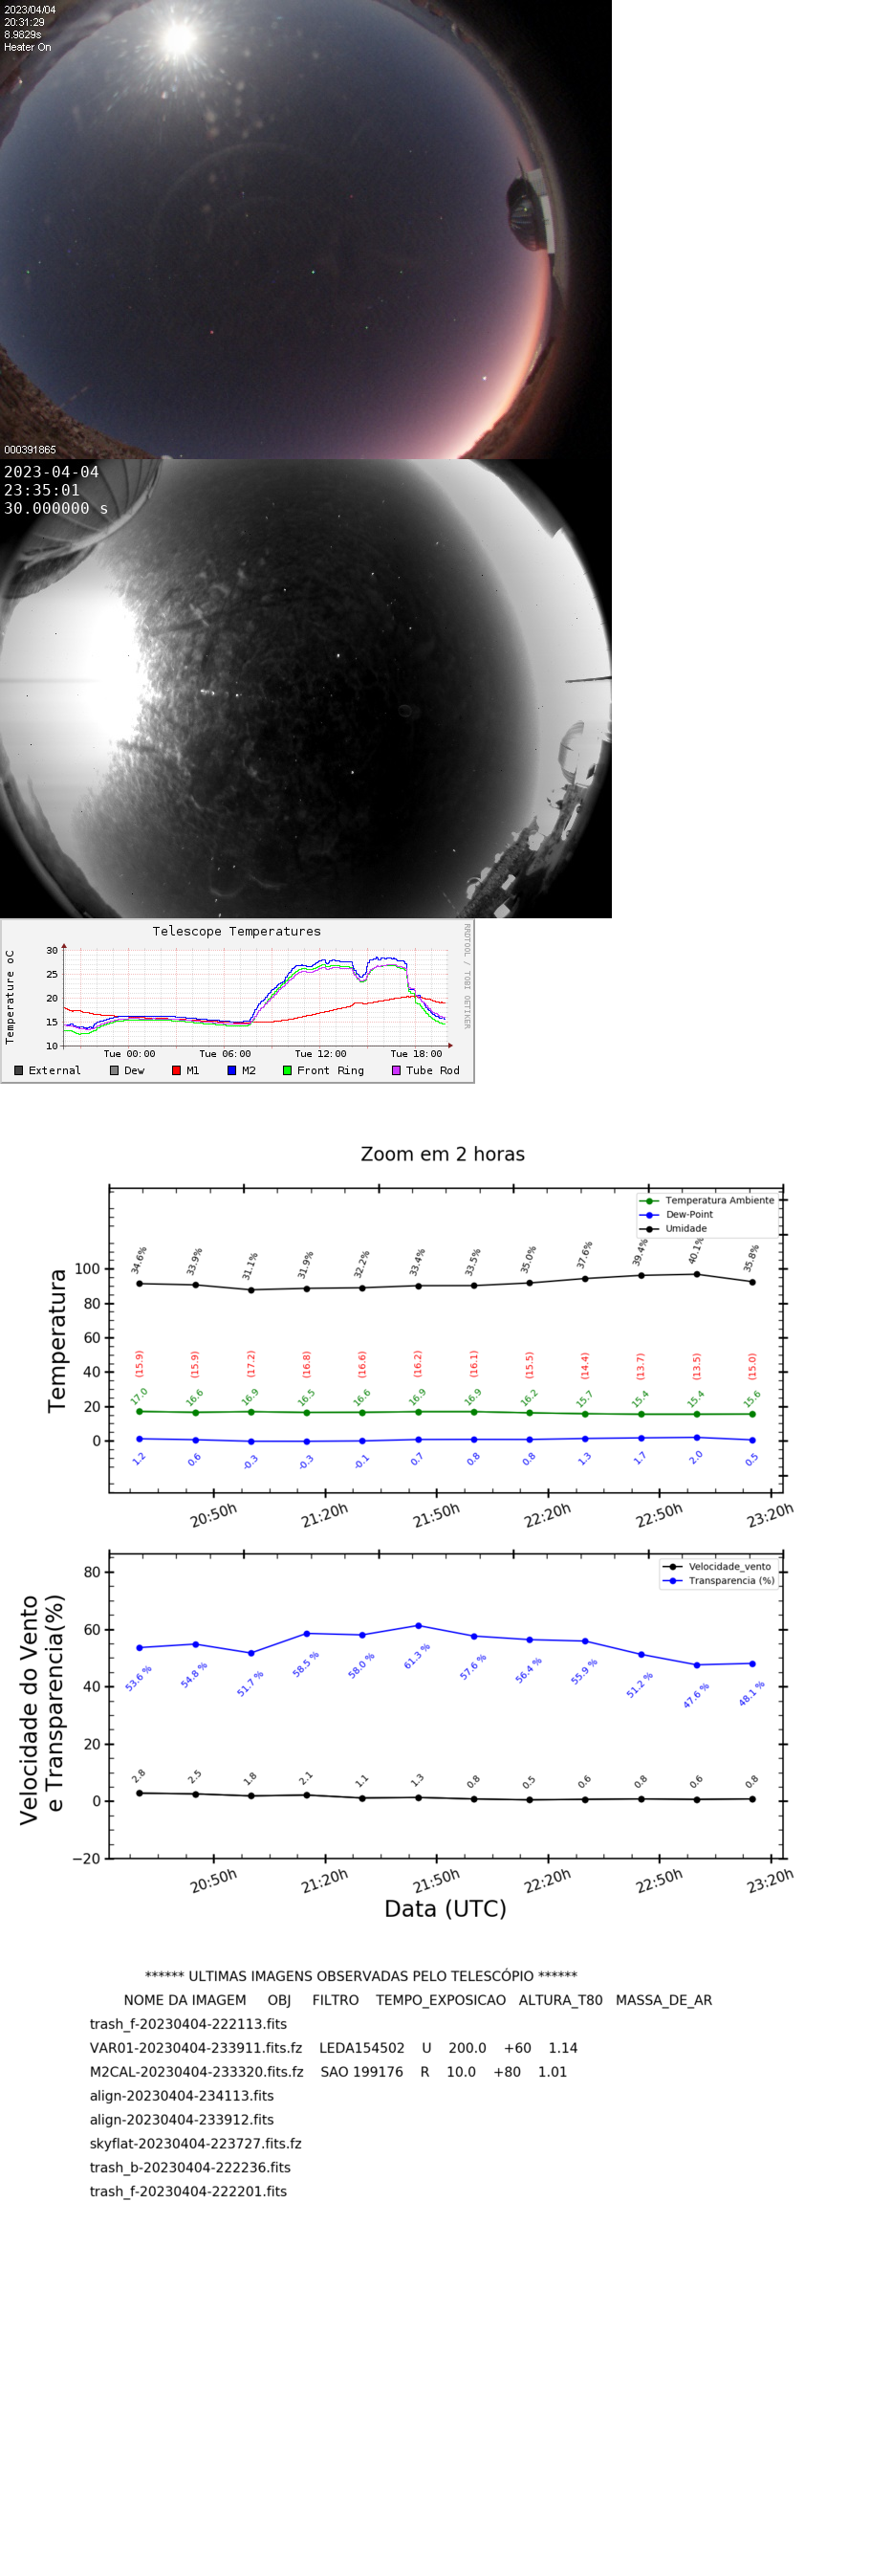 2023/04/04
20:31:29
8.9829s
Heater On
000391865
2023-04-04
23:35:01
30.000000 s
Telescope Temperatures
RRDTOOL / TOBI OETIKER
Temperature oC
30
25
20
15
10
Tue 00:00 Tue 06:00 Tue 12:00 Tue 18:00
External Dew M1 M2 Front Ring Tube Rod
Zoom em 2 horas
Temperatura Ambiente
Dew-Point
Umidade
34.6% 33.9% 31.1% 31.9% 32.2% 33.4% 33.5% 35.0% 37.6% 39.4% 40.1% 35.8%
Temperatura
100
80
60
40
20
0
(15.9) (15.9) (17.2) (16.8) (16.6) (16.2) (16.1) (15.5) (14.4) (13.7) (13.5) (15.0)
17.0 16.6 16.9 16.5 16.6 16.9 16.9 16.2 15.7 15.4 15.4 15.6
1.2 0.6 -0.3 -0.3 -0.1 0.7 0.8 0.8 1.3 1.7 2.0 0.5
20:50h 21:20h 21:50h 22:20h 22:50h 23:20h
Velocidade_vento
Transparencia (%)
Velocidade do Vento
e Transparencia(%)
80
60
40
20
0
−20
53.6 % 54.8 % 51.7 % 58.5 % 58.0 % 61.3 % 57.6 % 56.4 % 55.9 % 51.2 % 47.6 % 48.1 %
2.8 2.5 1.8 2.1 1.1 1.3 0.8 0.5 0.6 0.8 0.6 0.8
20:50h 21:20h 21:50h 22:20h 22:50h 23:20h
Data (UTC)
****** ULTIMAS IMAGENS OBSERVADAS PELO TELESCÓPIO ******
NOME DA IMAGEM OBJ FILTRO TEMPO_EXPOSICAO ALTURA_T80 MASSA_DE_AR
trash_f-20230404-222113.fits
VAR01-20230404-233911.fits.fz LEDA154502 U 200.0 +60 1.14
M2CAL-20230404-233320.fits.fz SAO 199176 R 10.0 +80 1.01
align-20230404-234113.fits
align-20230404-233912.fits
skyflat-20230404-223727.fits.fz
trash_b-20230404-222236.fits
trash_f-20230404-222201.fits